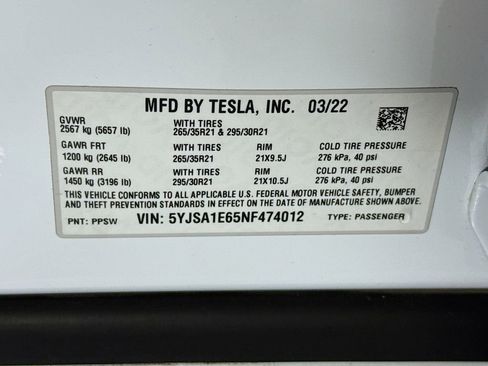 MFD BY TESLA, INC. 03/22
GVWR WITH TIRES
2567 kg (5657 lb) 265/35R21 & 295/30R21
GAWR FRT WITH TIRES RIM COLD TIRE PRESSURE
1200 kg (2645 lb) 265/35R21 21X9.5J 276 kPa, 40 psi
GAWR RR WITH TIRES RIM COLD TIRE PRESSURE
1450 kg (3196 lb) 295/30R21 21X10.5J 276 kPa, 40 psi
THIS VEHICLE CONFORMS TO ALL APPLICABLE U.S. FEDERAL MOTOR VEHICLE SAFETY, BUMPER
AND THEFT PREVENTION STANDARDS IN EFFECT ON THE DATE OF MANUFACTURE SHOWN ABOVE.
PNT: PPSW VIN: 5YJSA1E65NF474012 TYPE: PASSENGER